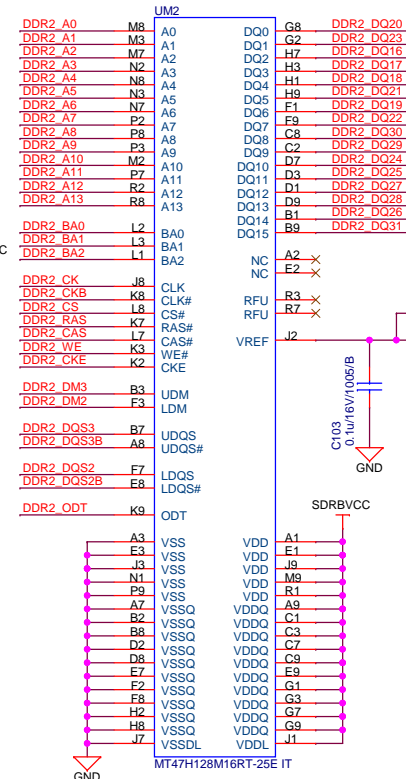 UM2
DDR2_A0 M8 A0 DQ0 G8 DDR2_DQ20
DDR2_A1 M3 A1 DQ1 G2 DDR2_DQ23
DDR2_A2 M7 A2 DQ2 H7 DDR2_DQ16
DDR2_A3 N2 A3 DQ3 H3 DDR2_DQ17
DDR2_A4 N8 A4 DQ4 H1 DDR2_DQ18
DDR2_A5 N3 A5 DQ5 H9 DDR2_DQ21
DDR2_A6 N7 A6 DQ6 F1 DDR2_DQ19
DDR2_A7 P2 A7 DQ7 F9 DDR2_DQ22
DDR2_A8 P8 A8 DQ8 C8 DDR2_DQ30
DDR2_A9 P3 A9 DQ9 C2 DDR2_DQ29
DDR2_A10 M2 A10 DQ10 D7 DDR2_DQ24
DDR2_A11 P7 A11 DQ11 D3 DDR2_DQ25
DDR2_A12 R2 A12 DQ12 D1 DDR2_DQ27
DDR2_A13 R8 A13 DQ13 D9 DDR2_DQ28
DQ14 B1 DDR2_DQ26
DDR2_BA0 L2 BA0 DQ15 B9 DDR2_DQ31
C
DDR2_BA1 L3 BA1
DDR2_BA2 L1 BA2 NC A2
NC E2
DDR2_CK J8 CLK
DDR2_CKB K8 CLK# RFU R3
DDR2_CS L8 CS# RFU R7
DDR2_RAS K7 RAS#
DDR2_CAS L7 CAS# VREF J2
DDR2_WE K3 WE#
DDR2_CKE K2 CKE
DDR2_DM3 B3 UDM
DDR2_DM2 F3 LDM
C103
0.1u/16V/1005/B
GND
DDR2_DQS3 B7 UDQS
DDR2_DQS3B A8 UDQS#
DDR2_DQS2 F7 LDQS
DDR2_DQS2B E8 LDQS#
SDRBVCC
DDR2_ODT K9 ODT
A3 VSS VDD A1
E3 VSS VDD E1
J3 VSS VDD J9
N1 VSS VDD M9
P9 VSS VDD R1
A7 VSSQ VDDQ A9
B2 VSSQ VDDQ C1
B8 VSSQ VDDQ C3
D2 VSSQ VDDQ C7
D8 VSSQ VDDQ C9
E7 VSSQ VDDQ E9
F2 VSSQ VDDQ G1
F8 VSSQ VDDQ G3
H2 VSSQ VDDQ G7
H8 VSSQ VDDQ G9
J7 VSSDL VDDL J1
MT47H128M16RT-25E IT
GND